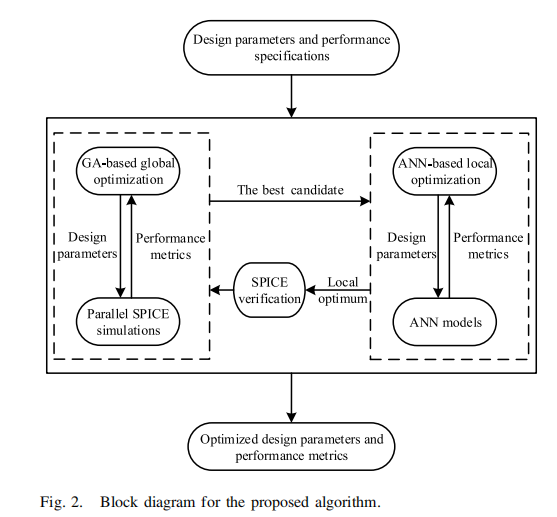 Design parameters and performance
specifications
GA-based global
optimization
Design
parameters
Performance
metrics
Parallel SPICE
simulations
The best candidate
SPICE
verification
Local
optimum
ANN-based local
optimization
Design
parameters
Performance
metrics
ANN models
Optimized design parameters and
performance metrics
Fig. 2. Block diagram for the proposed algorithm.